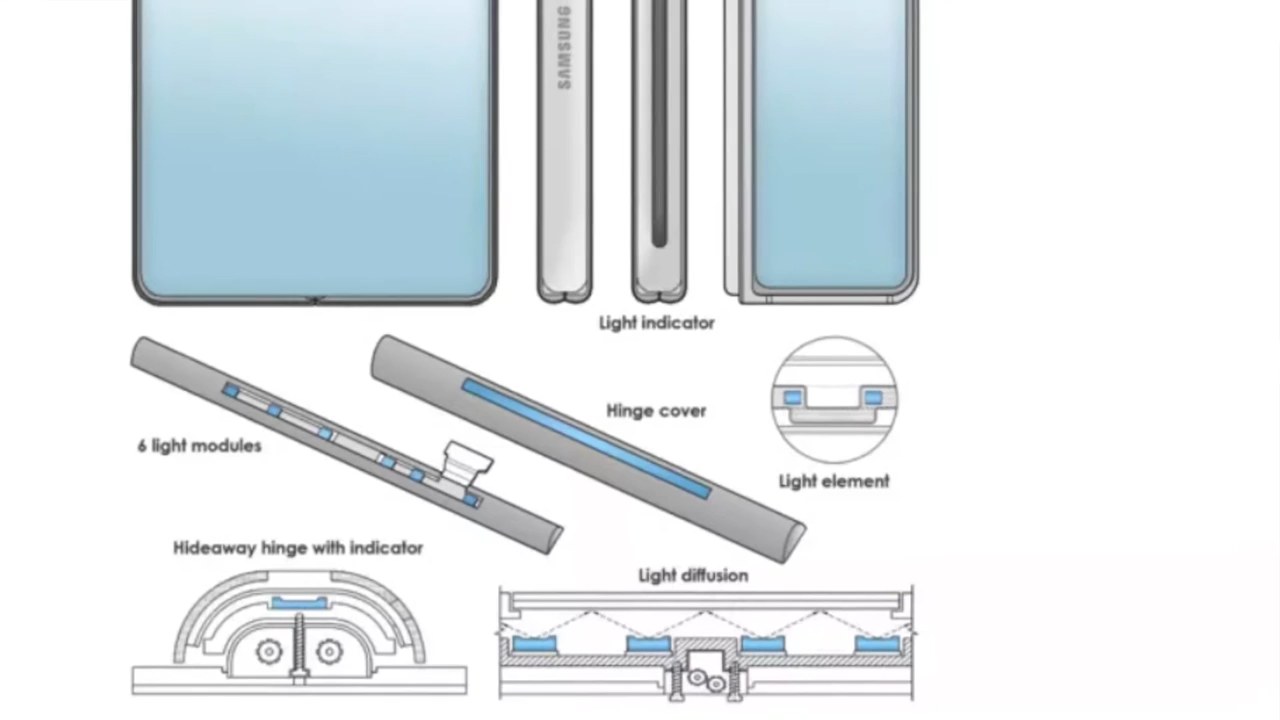 SAMSUNG
Light indicator
Hinge cover
6 light modules
Light element
Hideaway hinge with indicator
Light diffusion